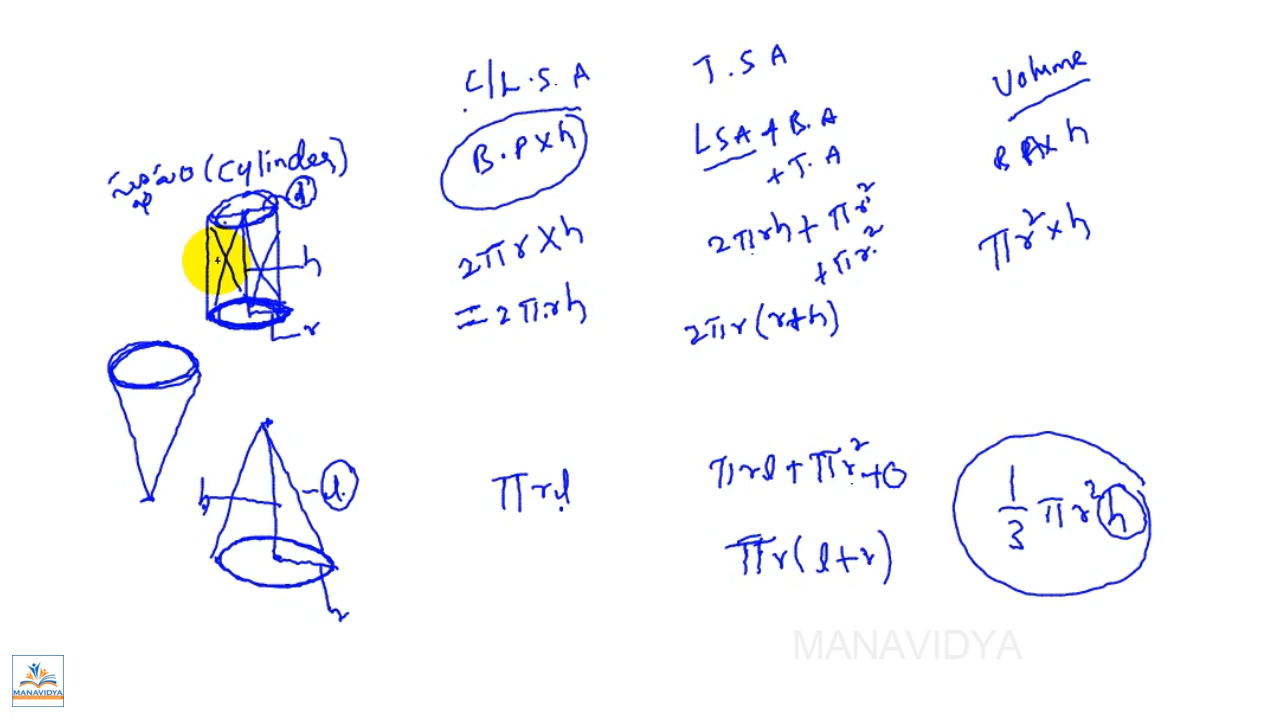 C/L.S.A
T.S A
Volume
B.P x h
LSA + B.A
+ T.A
B A x h
(Cylinder)
d
h
r
2πr x h
= 2πrh
2πrh + πr²
+ πr²
2πr(r+h)
πr² x h
h
l
r
πrl
πrl + πr² + 0
πr(l+r)
1/3 πr² h
MANAVIDYA
MANAVIDYA